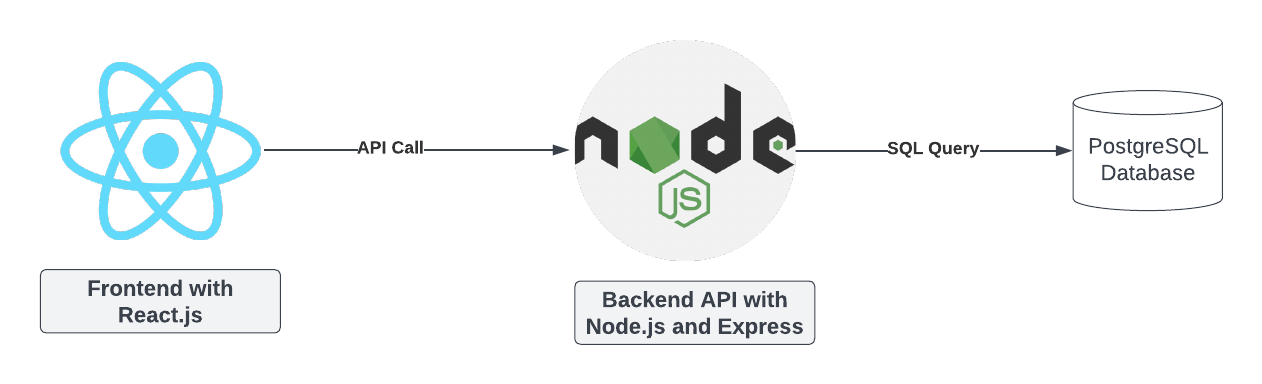 API Call
node
JS
SQL Query
PostgreSQL
Database
Frontend with
React.js
Backend API with
Node.js and Express